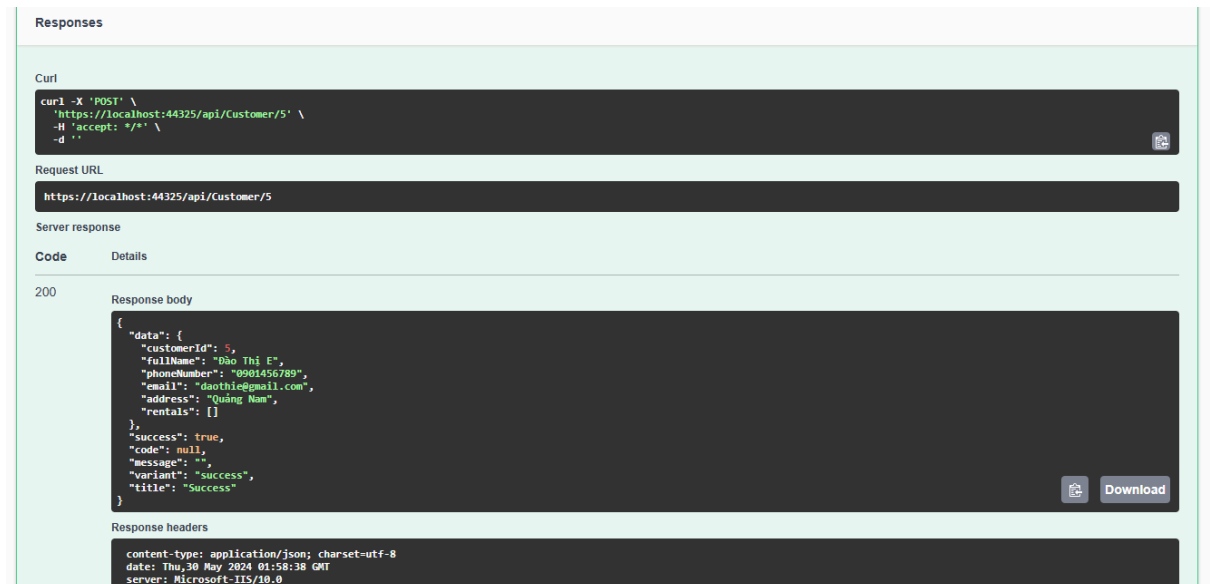 Responses
Curl
curl -X 'POST' \
  'https://localhost:44325/api/Customer/5' \
  -H 'accept: */*' \
  -d ''
Request URL
https://localhost:44325/api/Customer/5
Server response
Code Details
200
Response body
{
  "data": {
    "customerId": 5,
    "fullName": "Đào Thị E",
    "phoneNumber": "0901456789",
    "email": "daothie@gmail.com",
    "address": "Quảng Nam",
    "rentals": []
  },
  "success": true,
  "code": null,
  "message": "",
  "variant": "success",
  "title": "Success"
}
Download
Response headers
content-type: application/json; charset=utf-8
date: Thu,30 May 2024 01:58:38 GMT
server: Microsoft-IIS/10.0